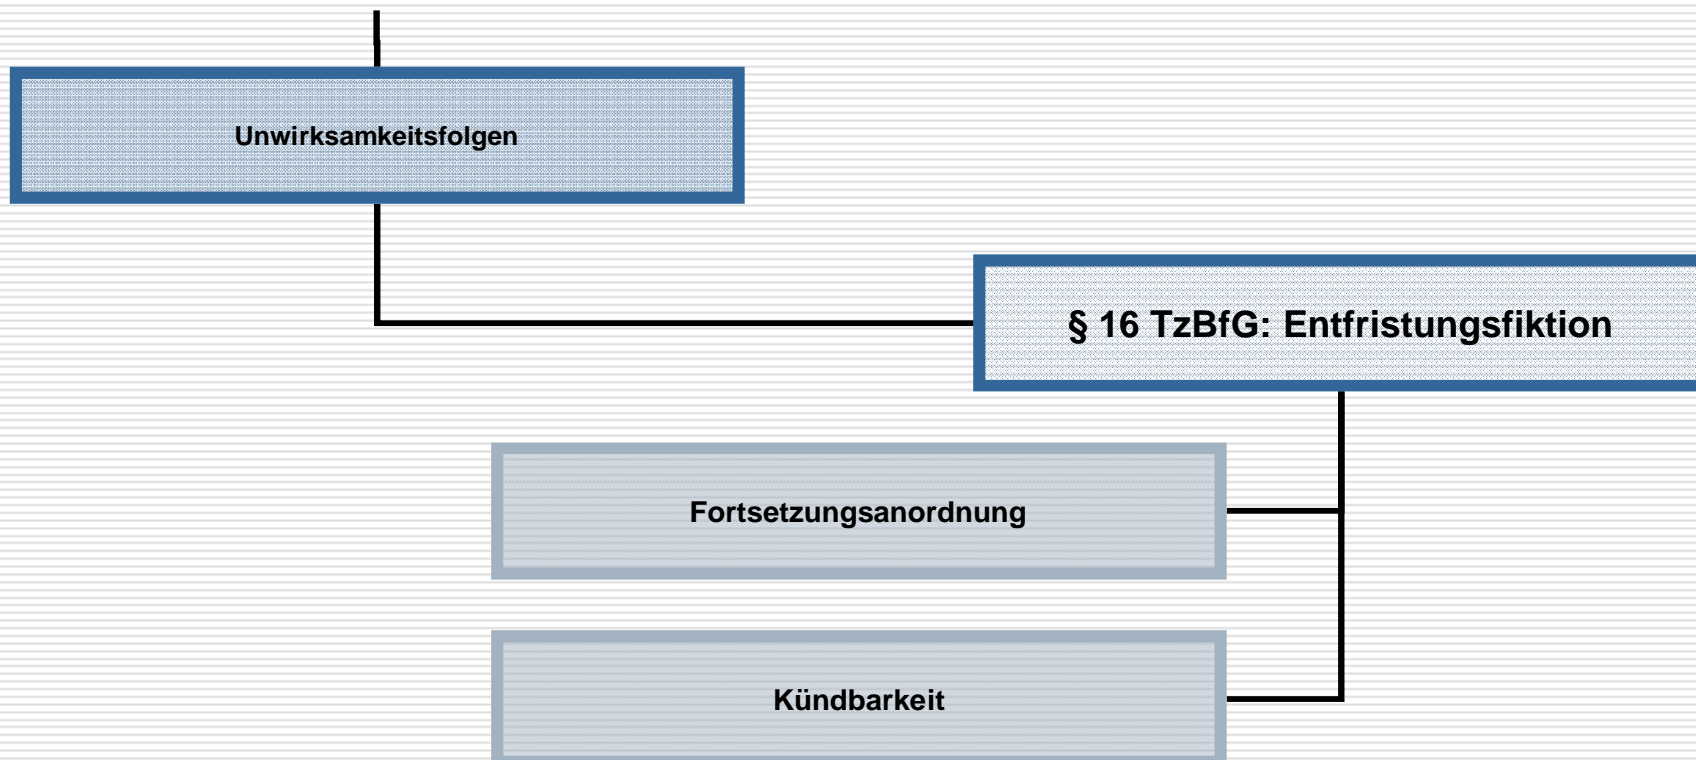 Unwirksamkeitsfolgen
§ 16 TzBfG: Entfristungsfiktion
Fortsetzungsanordnung
Kündbarkeit